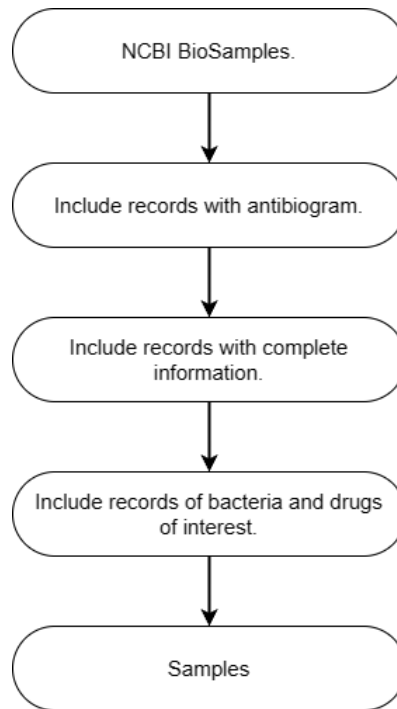 NCBI BioSamples.
Include records with antibiogram.
Include records with complete
information.
Include records of bacteria and drugs
of interest.
Samples